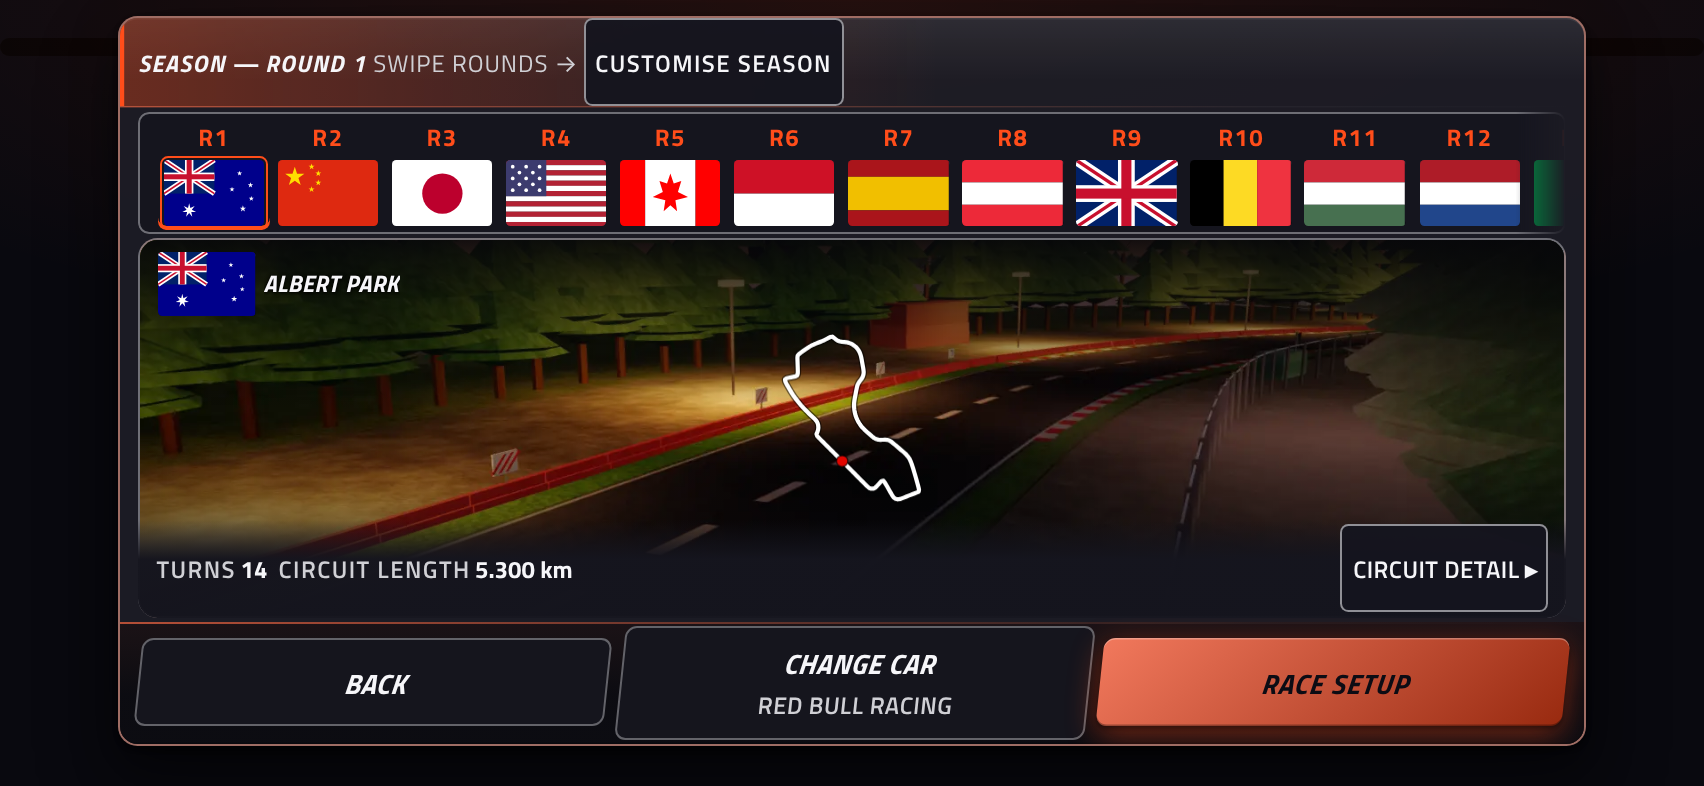 SEASON — ROUND 1 SWIPE ROUNDS → CUSTOMISE SEASON
R1 R2 R3 R4 R5 R6 R7 R8 R9 R10 R11 R12
ALBERT PARK
TURNS 14 CIRCUIT LENGTH 5.300 km
CIRCUIT DETAIL ▸
BACK
CHANGE CAR
RED BULL RACING
RACE SETUP